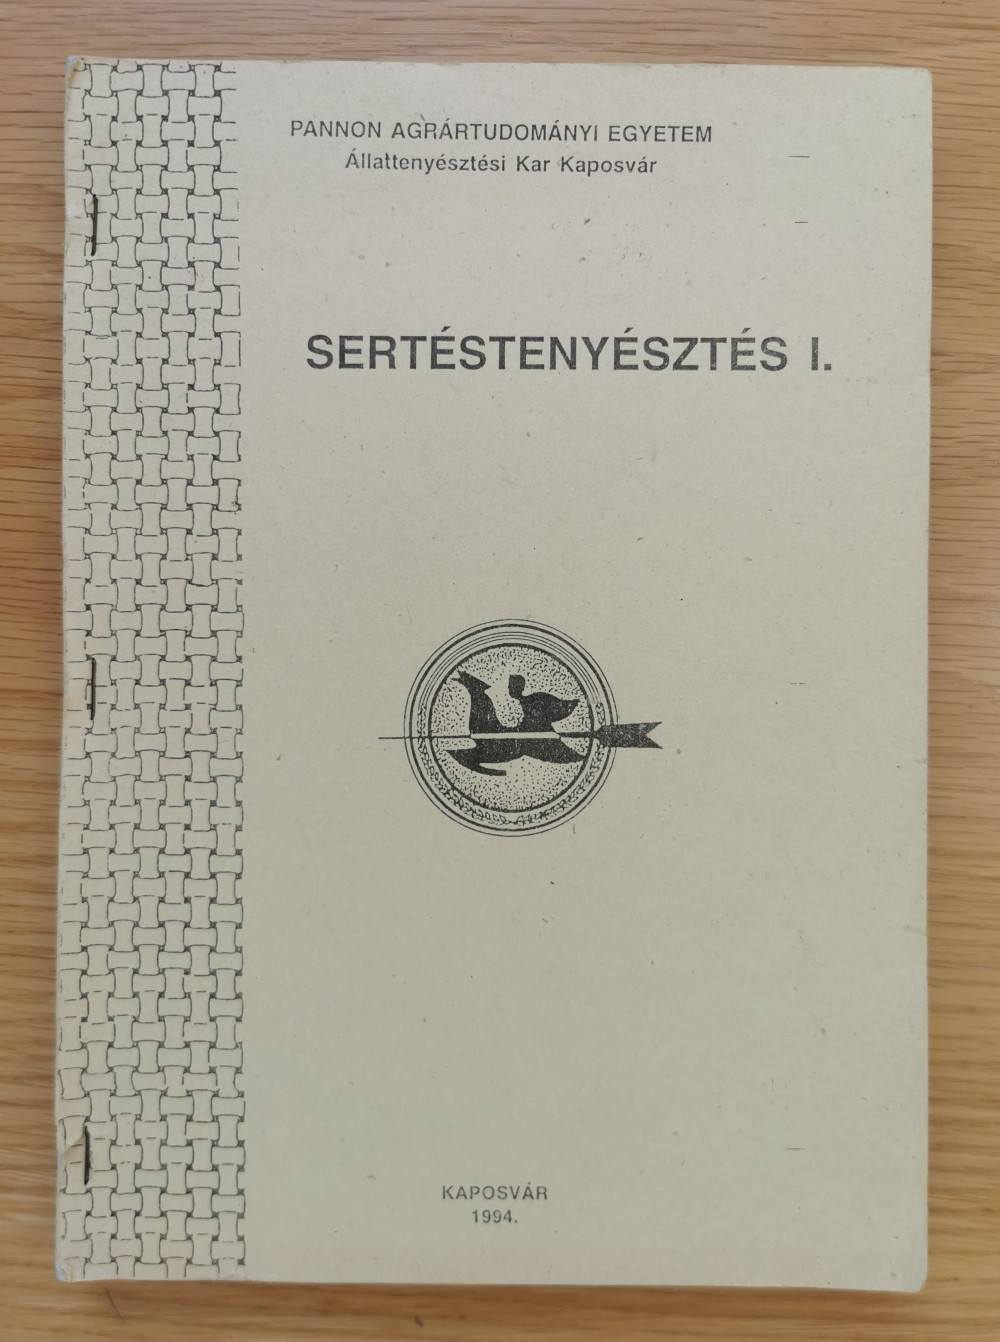 PANNON AGRÁRTUDOMÁNYI EGYETEM
Állattenyésztési Kar Kaposvár
SERTÉSTENYÉSZTÉS I.
KAPOSVÁR
1994.